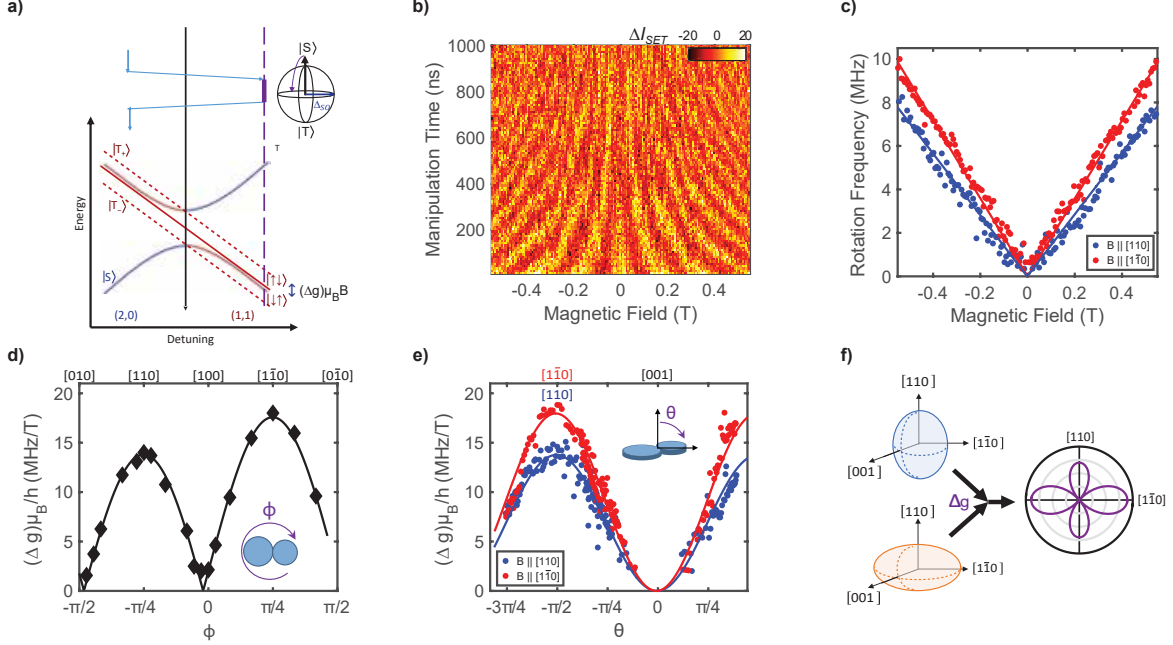 a)
|S⟩
Δ_SO
|T⟩
T
|T₊⟩
|T₋⟩
|S⟩
|↑↓⟩
|↓↑⟩
(Δg)μ_B B
(2,0)
(1,1)
Energy
Detuning
b)
ΔI_SET
-20
0
20
1000
800
600
400
200
Manipulation Time (ns)
-0.4
-0.2
0
0.2
0.4
Magnetic Field (T)
c)
10
8
6
4
2
0
Rotation Frequency (MHz)
B || [110]
B || [11̅0]
-0.4
-0.2
0
0.2
0.4
Magnetic Field (T)
d)
[010]
[110]
[100]
[11̅0]
[01̅0]
20
15
10
5
0
(Δ g)μ_B/h (MHz/T)
ϕ
-π/2
-π/4
0
π/4
π/2
ϕ
e)
[11̅0]
[110]
[001]
θ
20
15
10
5
0
(Δ g)μ_B/h (MHz/T)
B || [110]
B || [11̅0]
-3π/4
-π/2
-π/4
0
π/4
θ
f)
[110]
[11̅0]
[001]
Δg
[110]
[11̅0]
[110]
[11̅0]
[001]